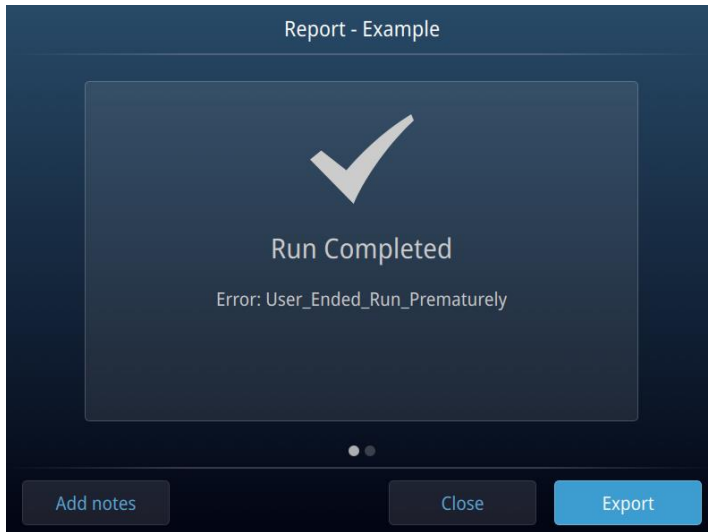 Report - Example
Run Completed
Error: User_Ended_Run_Prematurely
Add notes
Close
Export